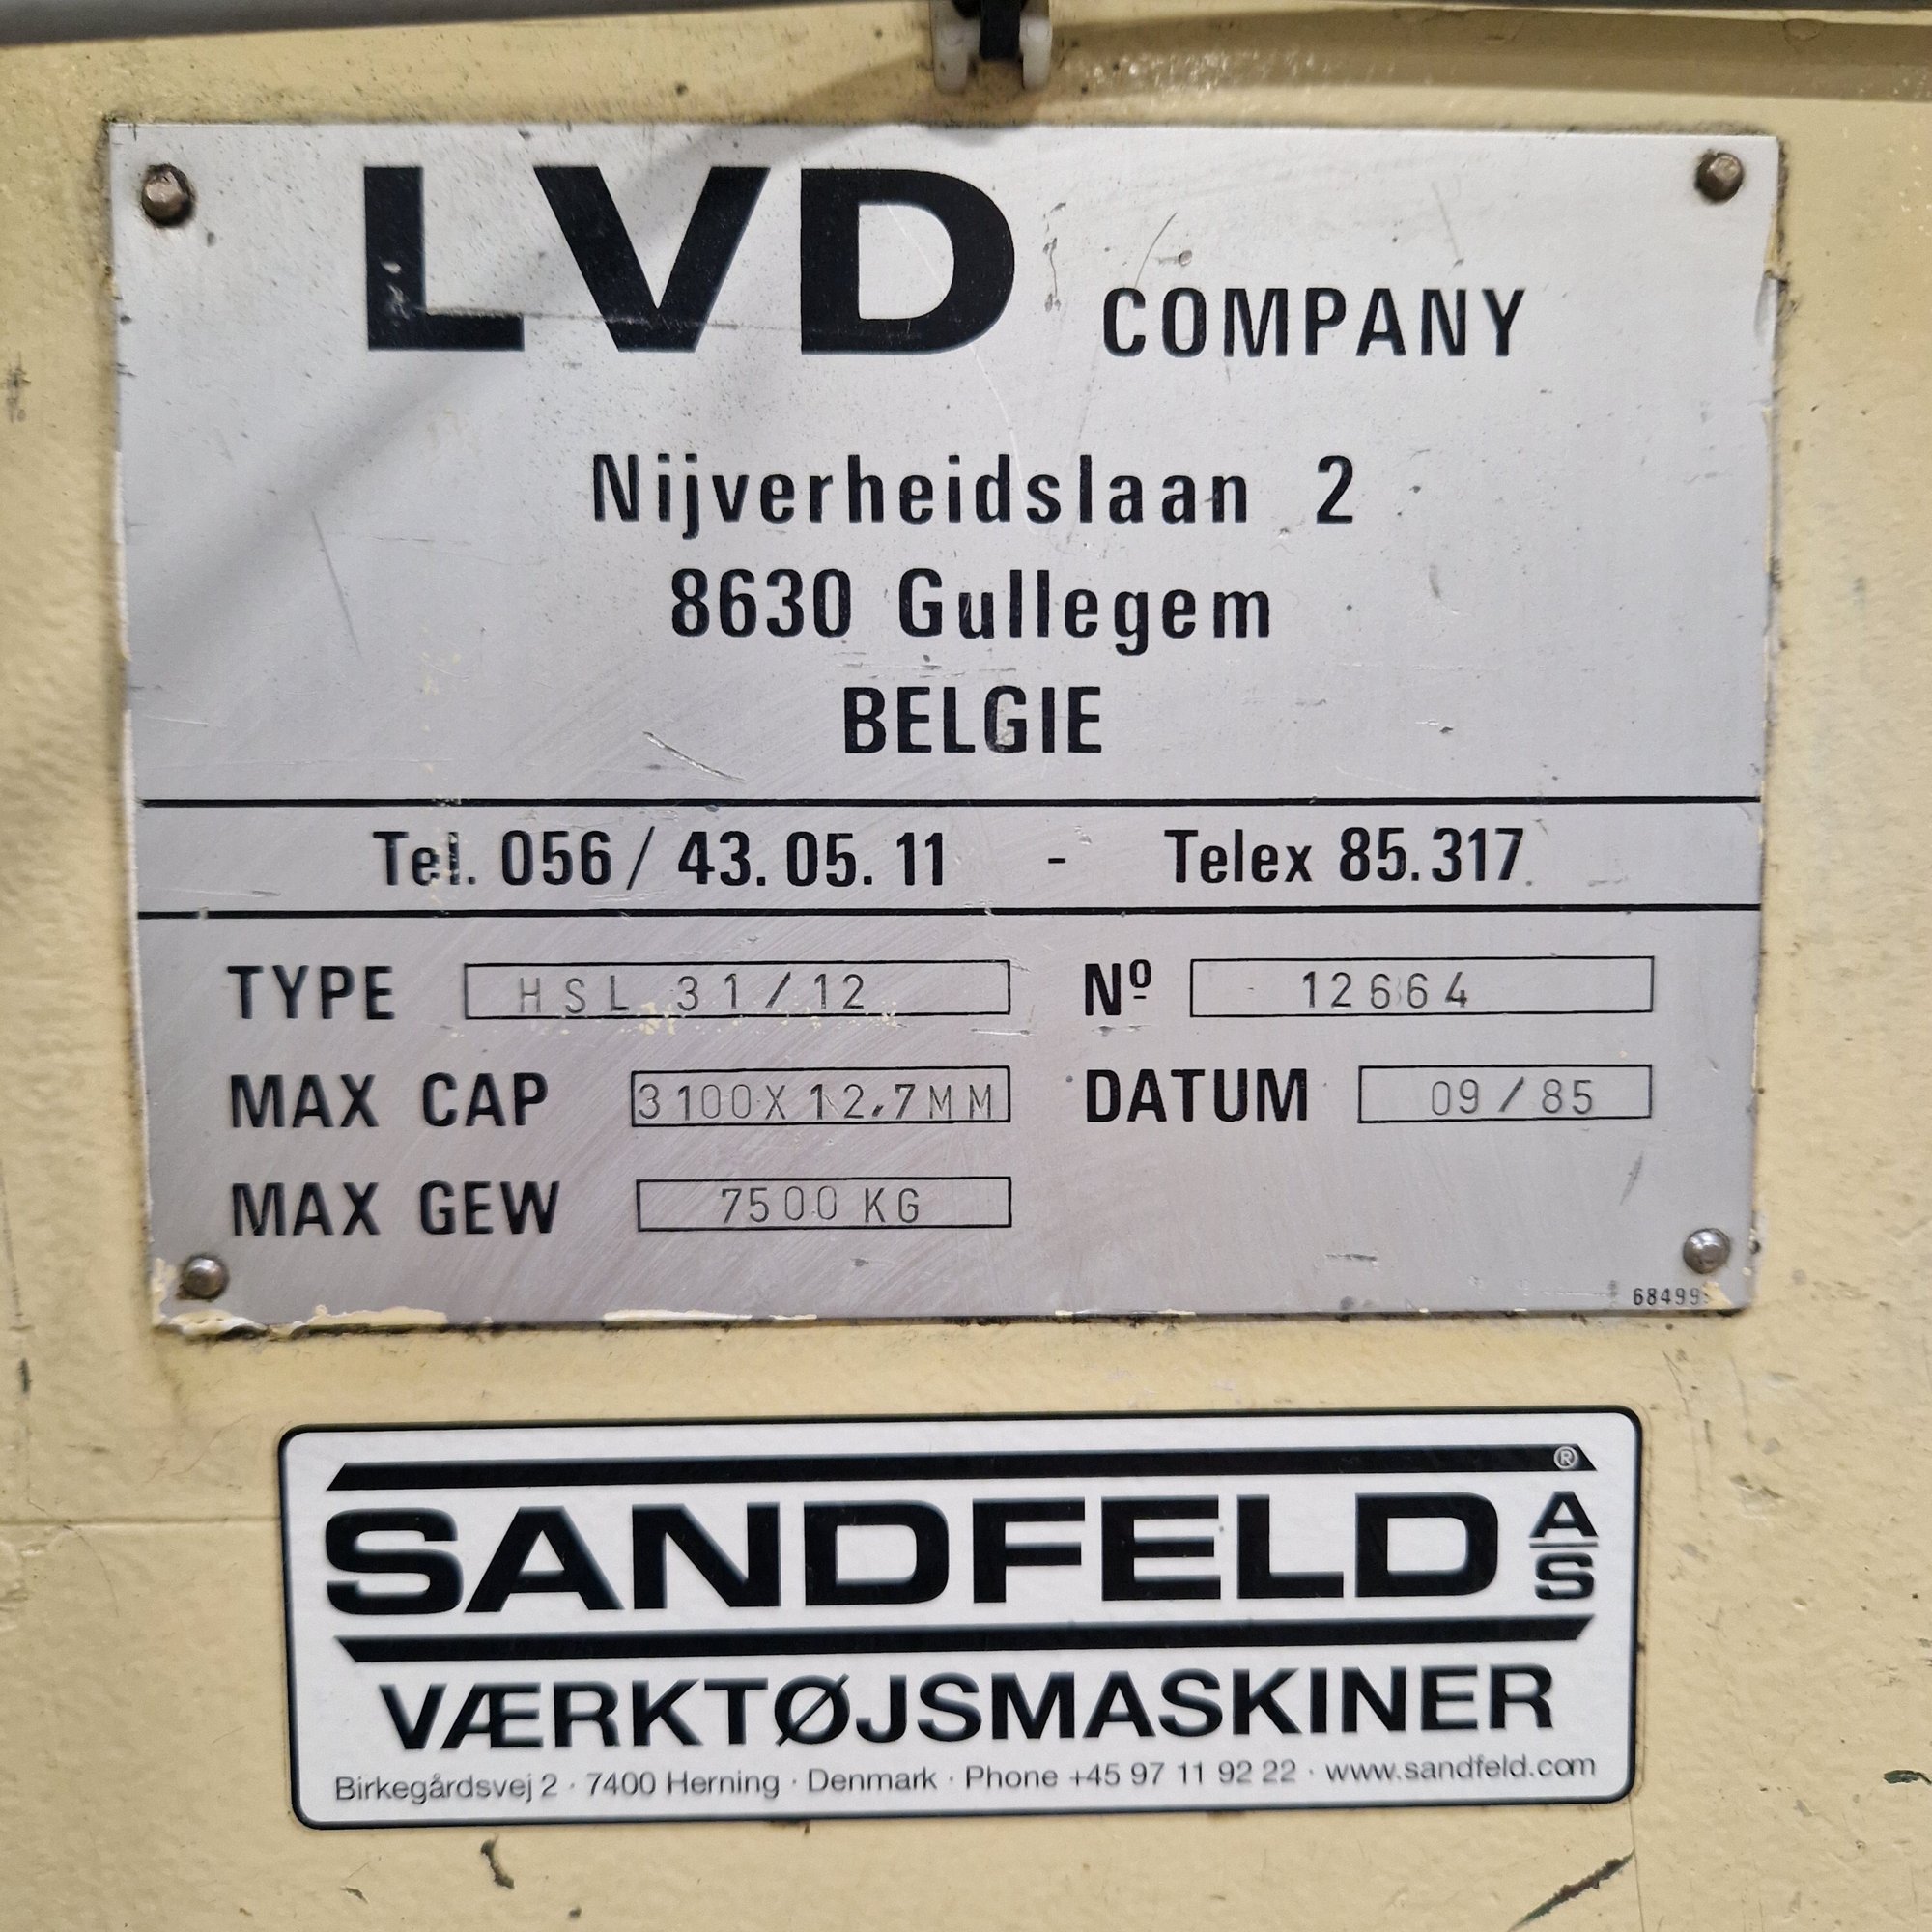 LVD COMPANY
Nijverheidslaan 2
8630 Gullegem
BELGIE
Tel. 056/43.05.11 - Telex 85.317
TYPE HSL 31/12 Nº 12664
MAX CAP 3100X12.7MM DATUM 09/85
MAX GEW 7500 KG
SANDFELD A/S ®
VÆRKTØJSMASKINER
Birkegårdsvej 2 · 7400 Herning · Denmark · Phone +45 97 11 92 22 · www.sandfeld.com